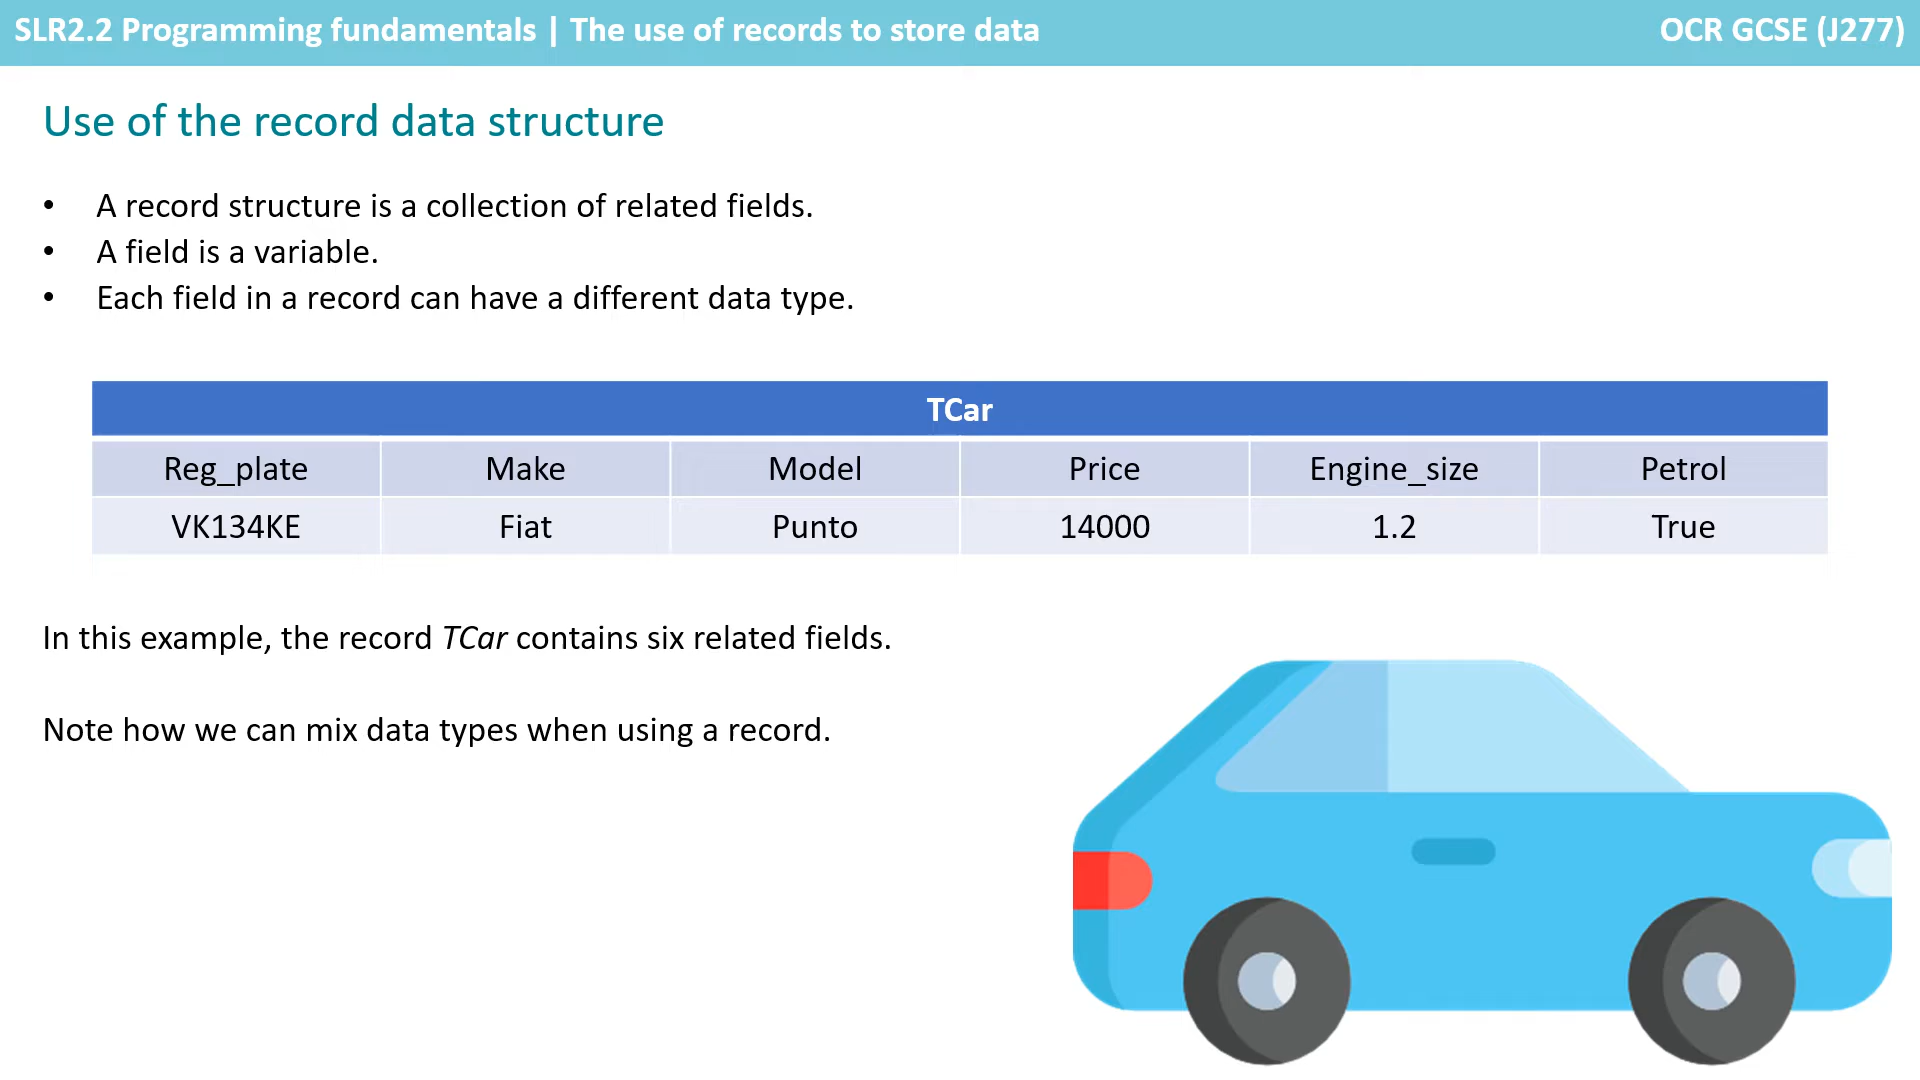 SLR2.2 Programming fundamentals | The use of records to store data OCR GCSE (J277)
Use of the record data structure
• A record structure is a collection of related fields.
• A field is a variable.
• Each field in a record can have a different data type.
TCar
Reg_plate Make Model Price Engine_size Petrol
VK134KE Fiat Punto 14000 1.2 True
In this example, the record TCar contains six related fields.
Note how we can mix data types when using a record.